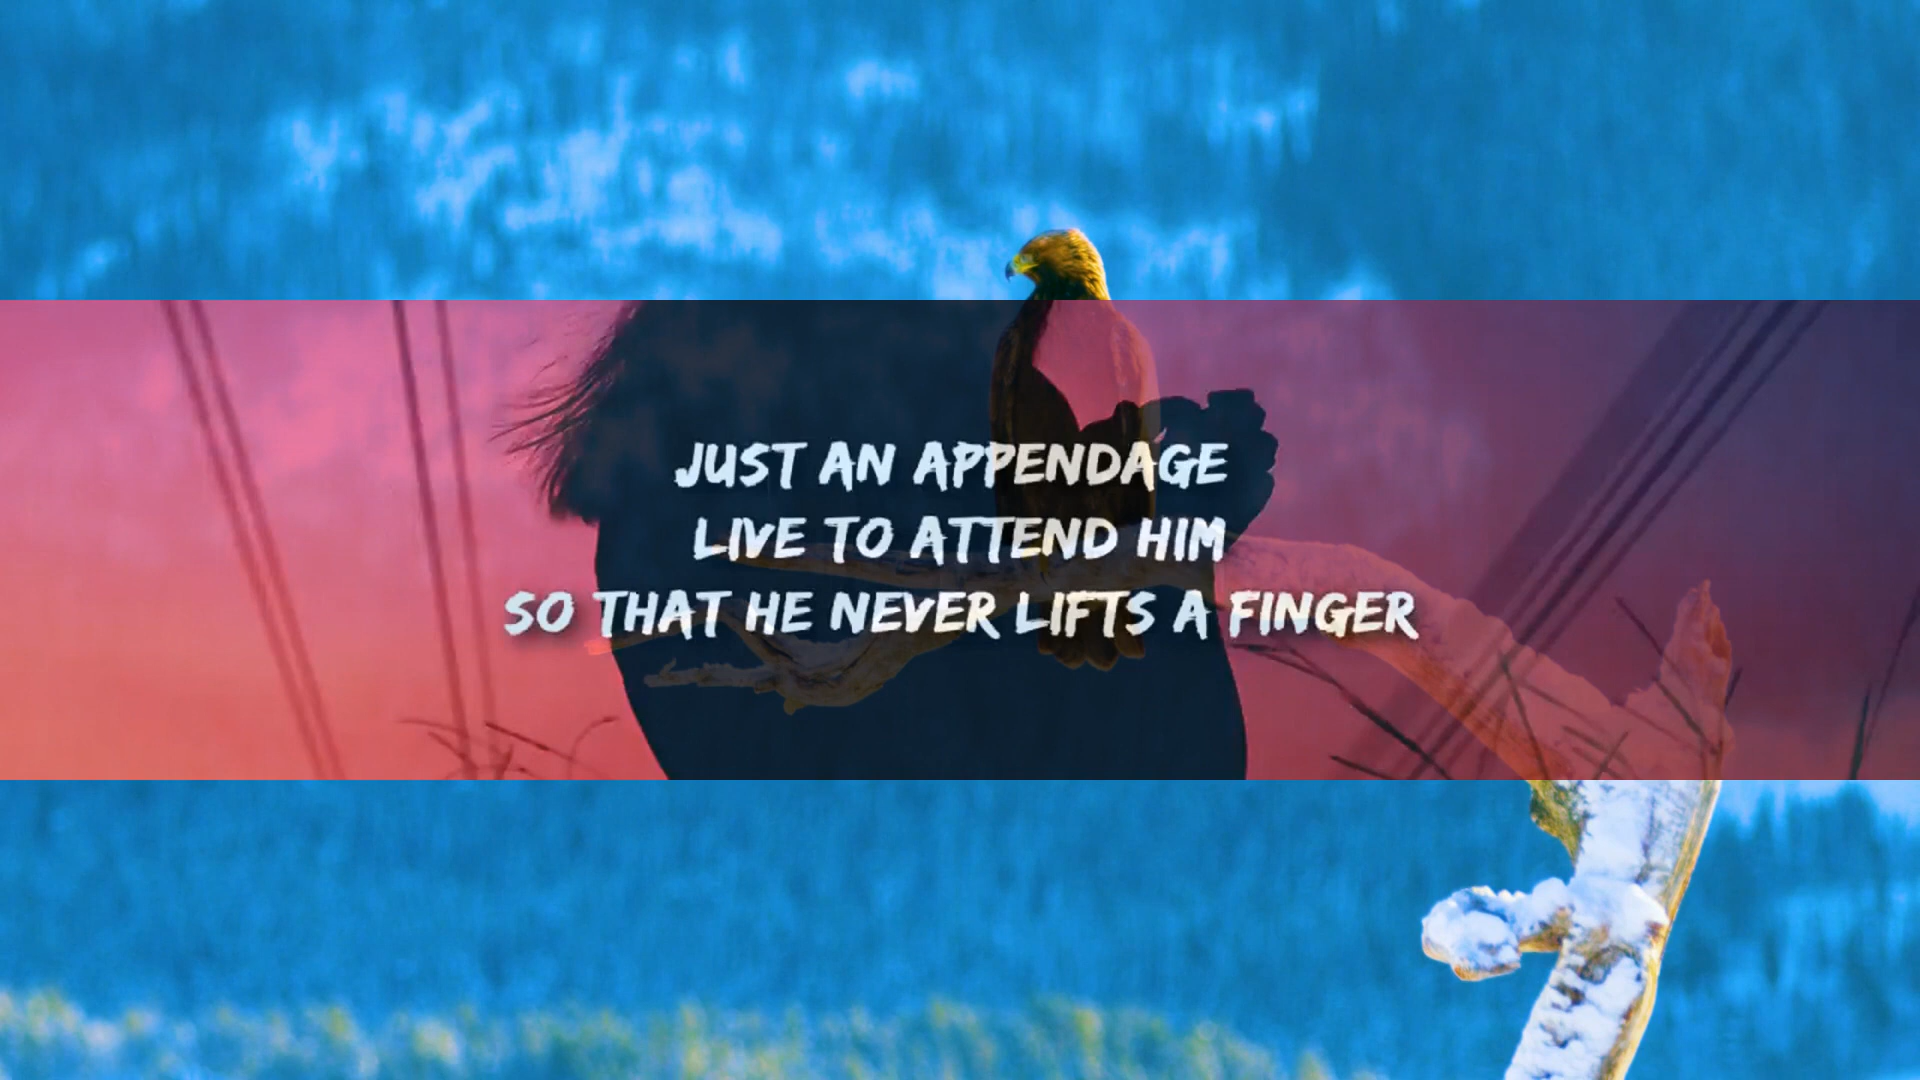 JUST AN APPENDAGE
LIVE TO ATTEND HIM
SO THAT HE NEVER LIFTS A FINGER